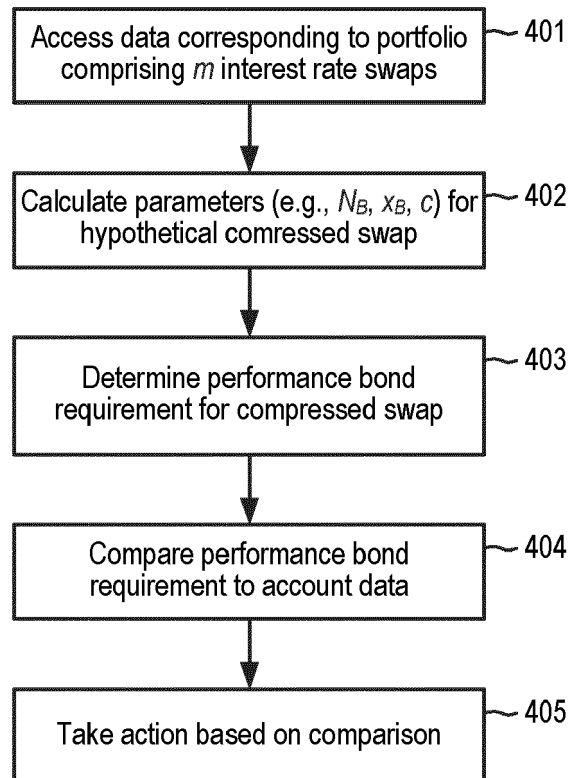 Access data corresponding to portfolio 401
comprising m interest rate swaps
Calculate parameters (e.g., N_B, x_B, c) for 402
hypothetical comressed swap
403
Determine performance bond
requirement for compressed swap
Compare performance bond 404
requirement to account data
405
Take action based on comparison